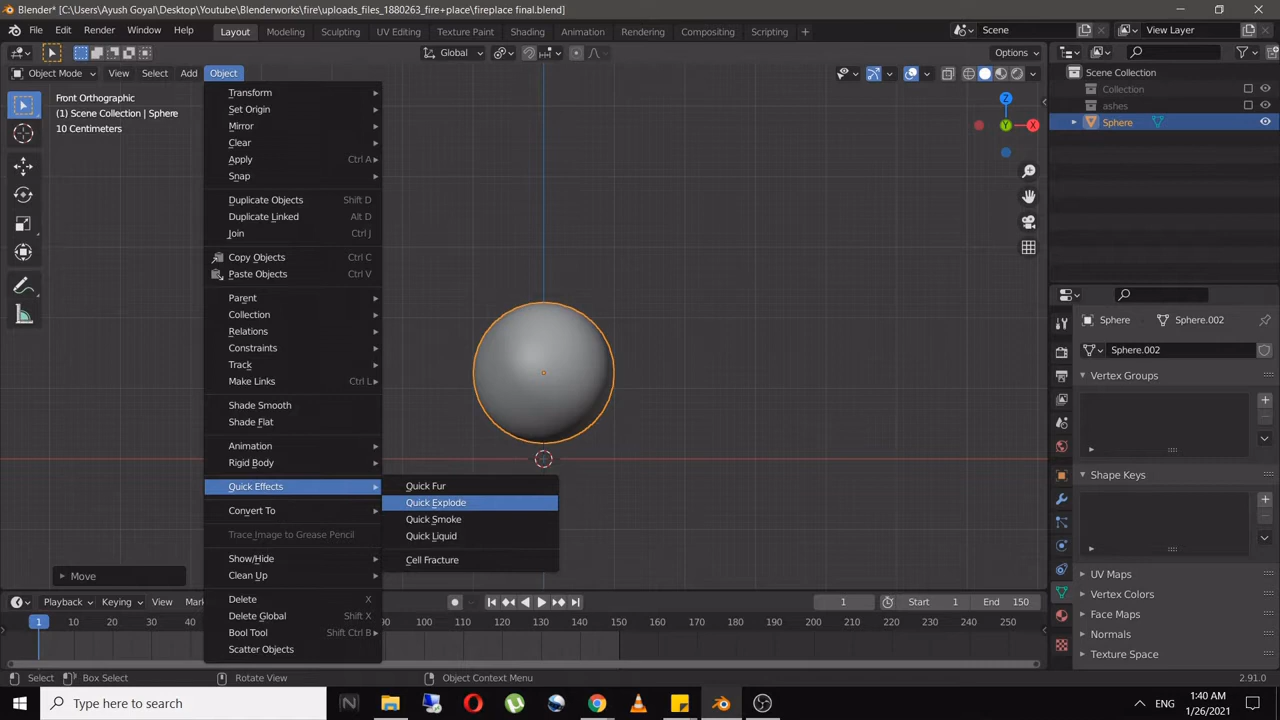 Blender* [C:\Users\Ayush Goyal\Desktop\Youtube\Blenderworks\fire\uploads_files_1880263_fire+place\fireplace final.blend]
File Edit Render Window Help Layout Modeling Sculpting UV Editing Texture Paint Shading Animation Rendering Compositing Scripting + Scene View Layer
Global Options
Object Mode View Select Add Object
Front Orthographic
(1) Scene Collection | Sphere
10 Centimeters
Transform
Set Origin
Mirror
Clear
Apply Ctrl A
Snap
Duplicate Objects Shift D
Duplicate Linked Alt D
Join Ctrl J
Copy Objects Ctrl C
Paste Objects Ctrl V
Parent
Collection
Relations
Constraints
Track
Make Links Ctrl L
Shade Smooth
Shade Flat
Animation
Rigid Body
Quick Effects
Convert To
Trace Image to Grease Pencil
Show/Hide
Clean Up
Delete X
Delete Global Shift X
Bool Tool Shift Ctrl B
Scatter Objects
Quick Fur
Quick Explode
Quick Smoke
Quick Liquid
Cell Fracture
Z
Y
X
Scene Collection
Collection
ashes
Sphere
Sphere Sphere.002
Sphere.002
Vertex Groups
Shape Keys
UV Maps
Vertex Colors
Face Maps
Normals
Texture Space
Move
Playback Keying View Mark
1 Start 1 End 150
1 10 20 30 40 50 60 70 80 90 100 110 120 130 140 150 160 170 180 190 200 210 220 230 240 250
Select Box Select Rotate View Object Context Menu 2.91.0
Type here to search
ENG
1:40 AM
1/26/2021